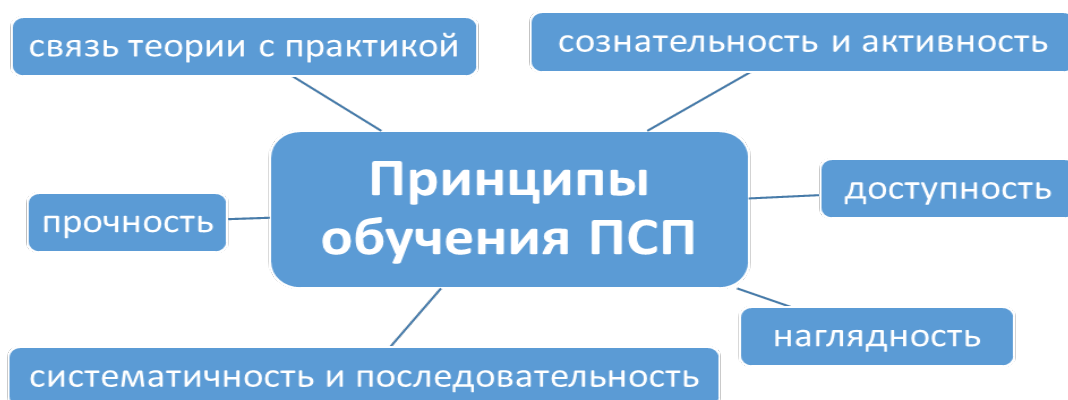 связь теории с практикой
сознательность и активность
Принципы
обучения ПСП
доступность
прочность
наглядность
систематичность и последовательность